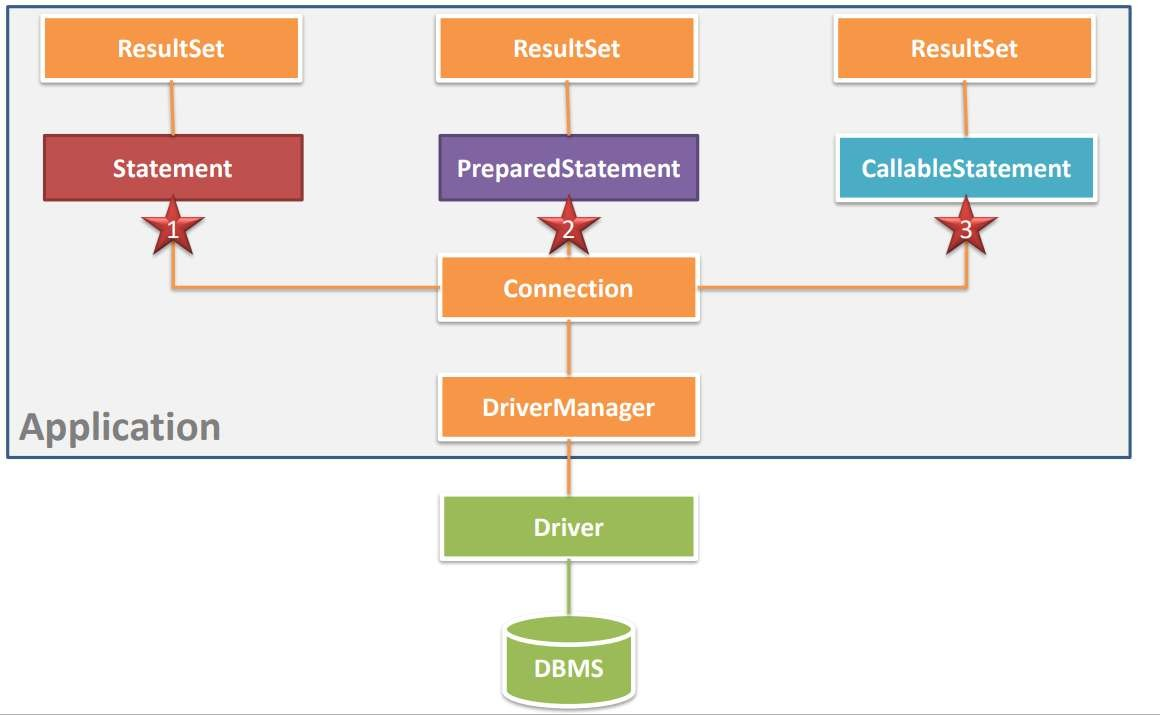 ResultSet
ResultSet
ResultSet
Statement
PreparedStatement
CallableStatement
1
2
3
Connection
DriverManager
Application
Driver
DBMS